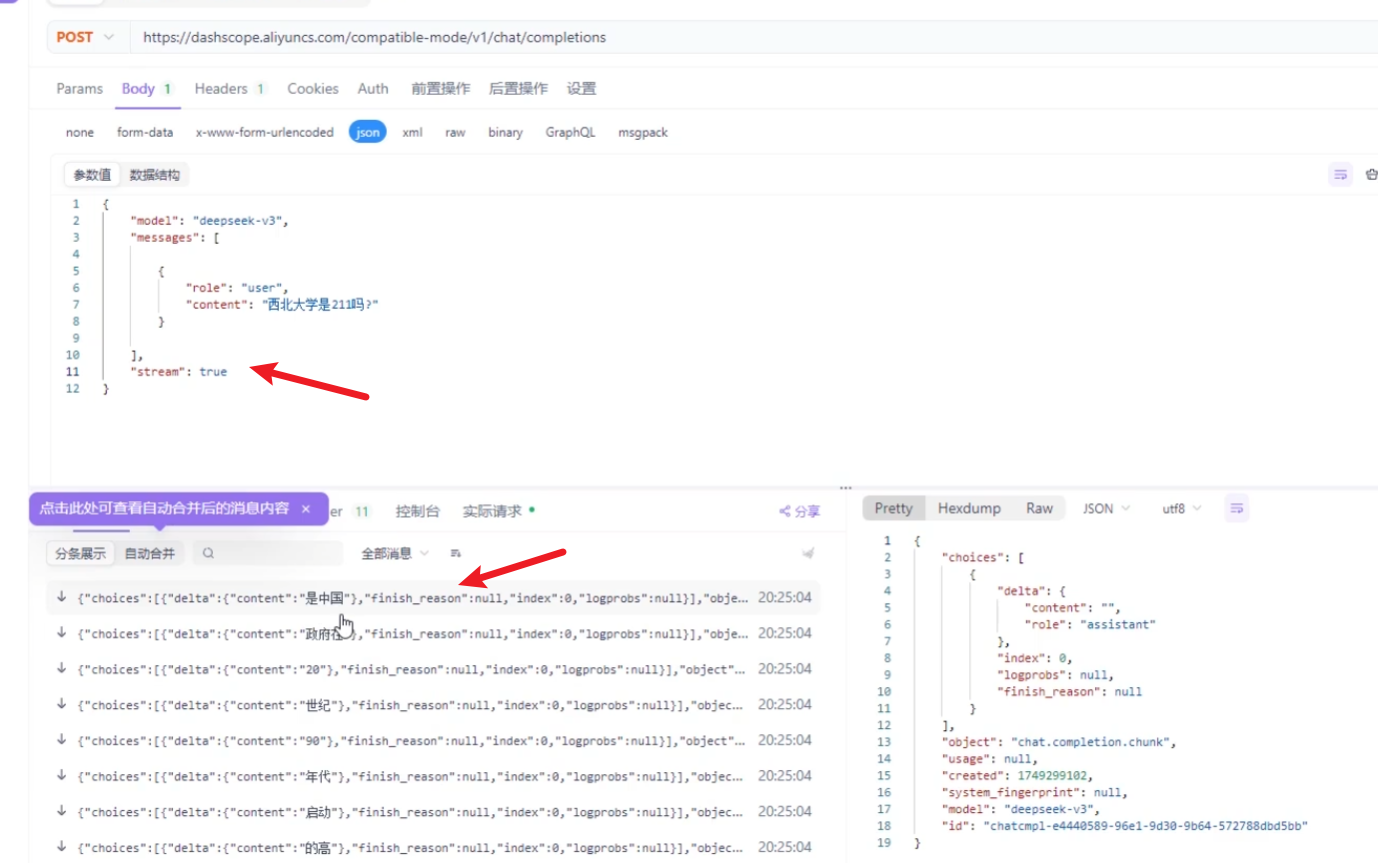 POST https://dashscope.aliyuncs.com/compatible-mode/v1/chat/completions
Params Body 1 Headers 1 Cookies Auth 前置操作 后置操作 设置
none form-data x-www-form-urlencoded json xml raw binary GraphQL msgpack
参数值 数据结构
1 {
2 "model": "deepseek-v3",
3 "messages": [
4
5 {
6 "role": "user",
7 "content": "西北大学是211吗?"
8 }
9
10 ],
11 "stream": true
12 }
点击此处可查看自动合并后的消息内容 × er 11 控制台 实际请求 分享
分条展示 自动合并 全部消息
{"choices":[{"delta":{"content":"是中国"},"finish_reason":null,"index":0,"logprobs":null}],"obje... 20:25:04
{"choices":[{"delta":{"content":"政府在"},"finish_reason":null,"index":0,"logprobs":null}],"obje... 20:25:04
{"choices":[{"delta":{"content":"20"},"finish_reason":null,"index":0,"logprobs":null}],"object"... 20:25:04
{"choices":[{"delta":{"content":"世纪"},"finish_reason":null,"index":0,"logprobs":null}],"objec... 20:25:04
{"choices":[{"delta":{"content":"90"},"finish_reason":null,"index":0,"logprobs":null}],"object"... 20:25:04
{"choices":[{"delta":{"content":"年代"},"finish_reason":null,"index":0,"logprobs":null}],"objec... 20:25:04
{"choices":[{"delta":{"content":"启动"},"finish_reason":null,"index":0,"logprobs":null}],"objec... 20:25:04
{"choices":[{"delta":{"content":"的高"},"finish_reason":null,"index":0,"logprobs":null}],"objec... 20:25:04
Pretty Hexdump Raw JSON utf8
1 {
2 "choices": [
3 {
4 "delta": {
5 "content": "",
6 "role": "assistant"
7 },
8 "index": 0,
9 "logprobs": null,
10 "finish_reason": null
11 }
12 ],
13 "object": "chat.completion.chunk",
14 "usage": null,
15 "created": 1749299102,
16 "system_fingerprint": null,
17 "model": "deepseek-v3",
18 "id": "chatcmpl-e4440589-96e1-9d30-9b64-572788dbd5bb"
19 }